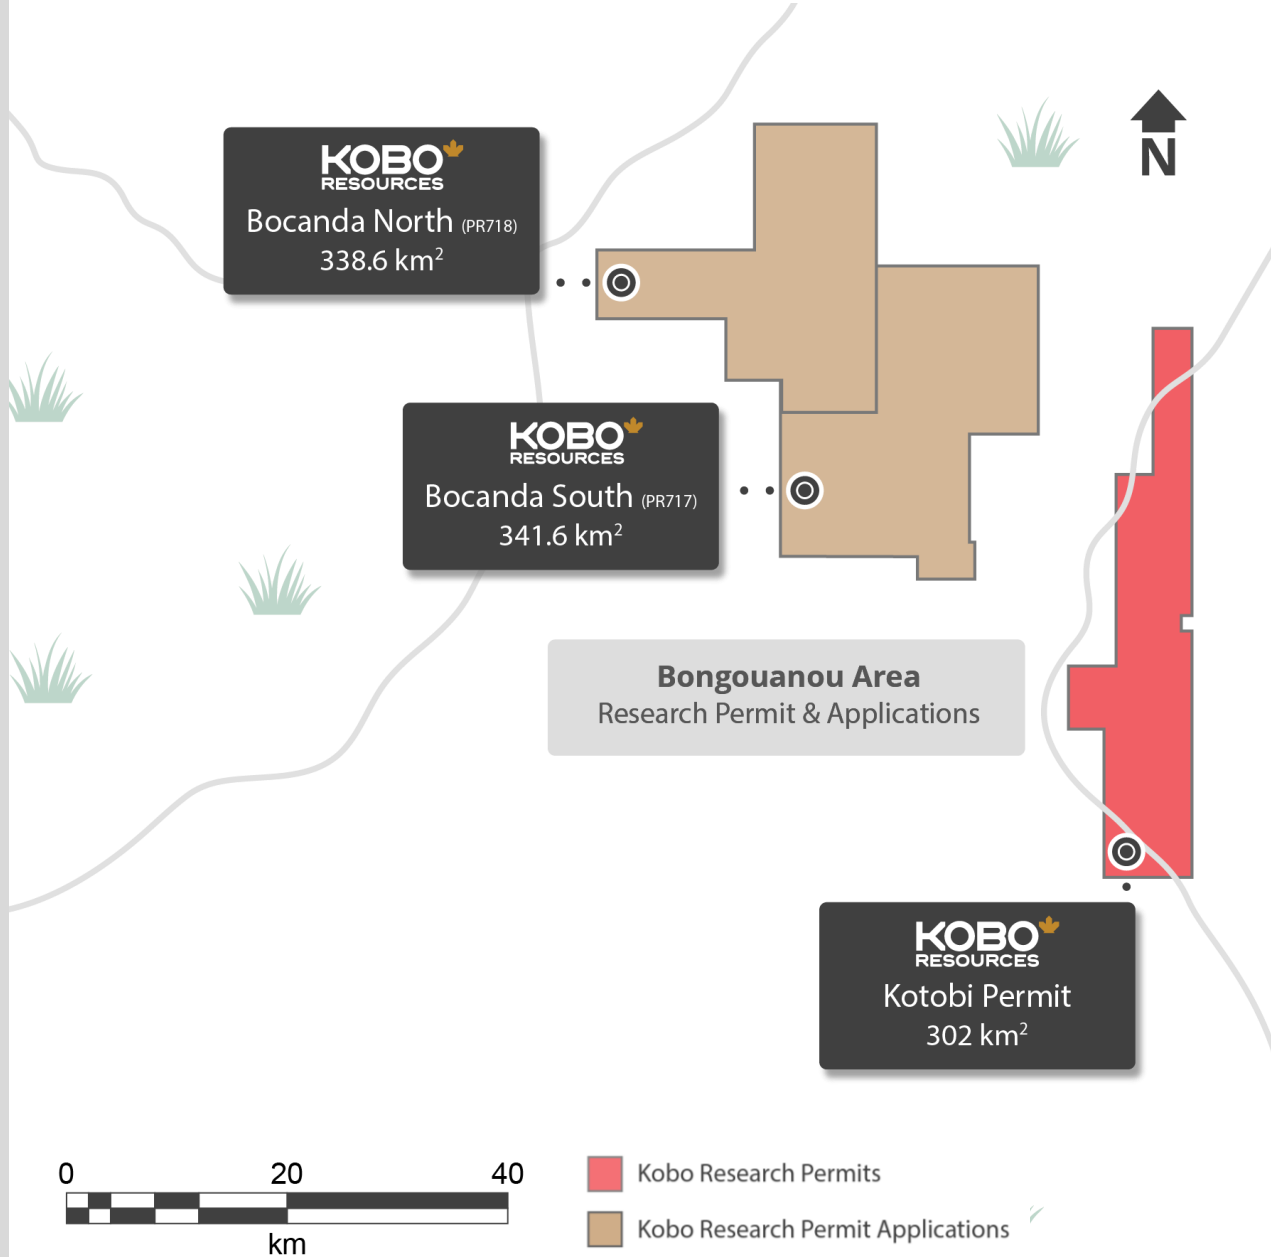 N
KOBO
RESOURCES
Bocanda North (PR718)
338.6 km²
KOBO
RESOURCES
Bocanda South (PR717)
341.6 km²
Bongouanou Area
Research Permit & Applications
KOBO
RESOURCES
Kotobi Permit
302 km²
0 20 40
km
Kobo Research Permits
Kobo Research Permit Applications